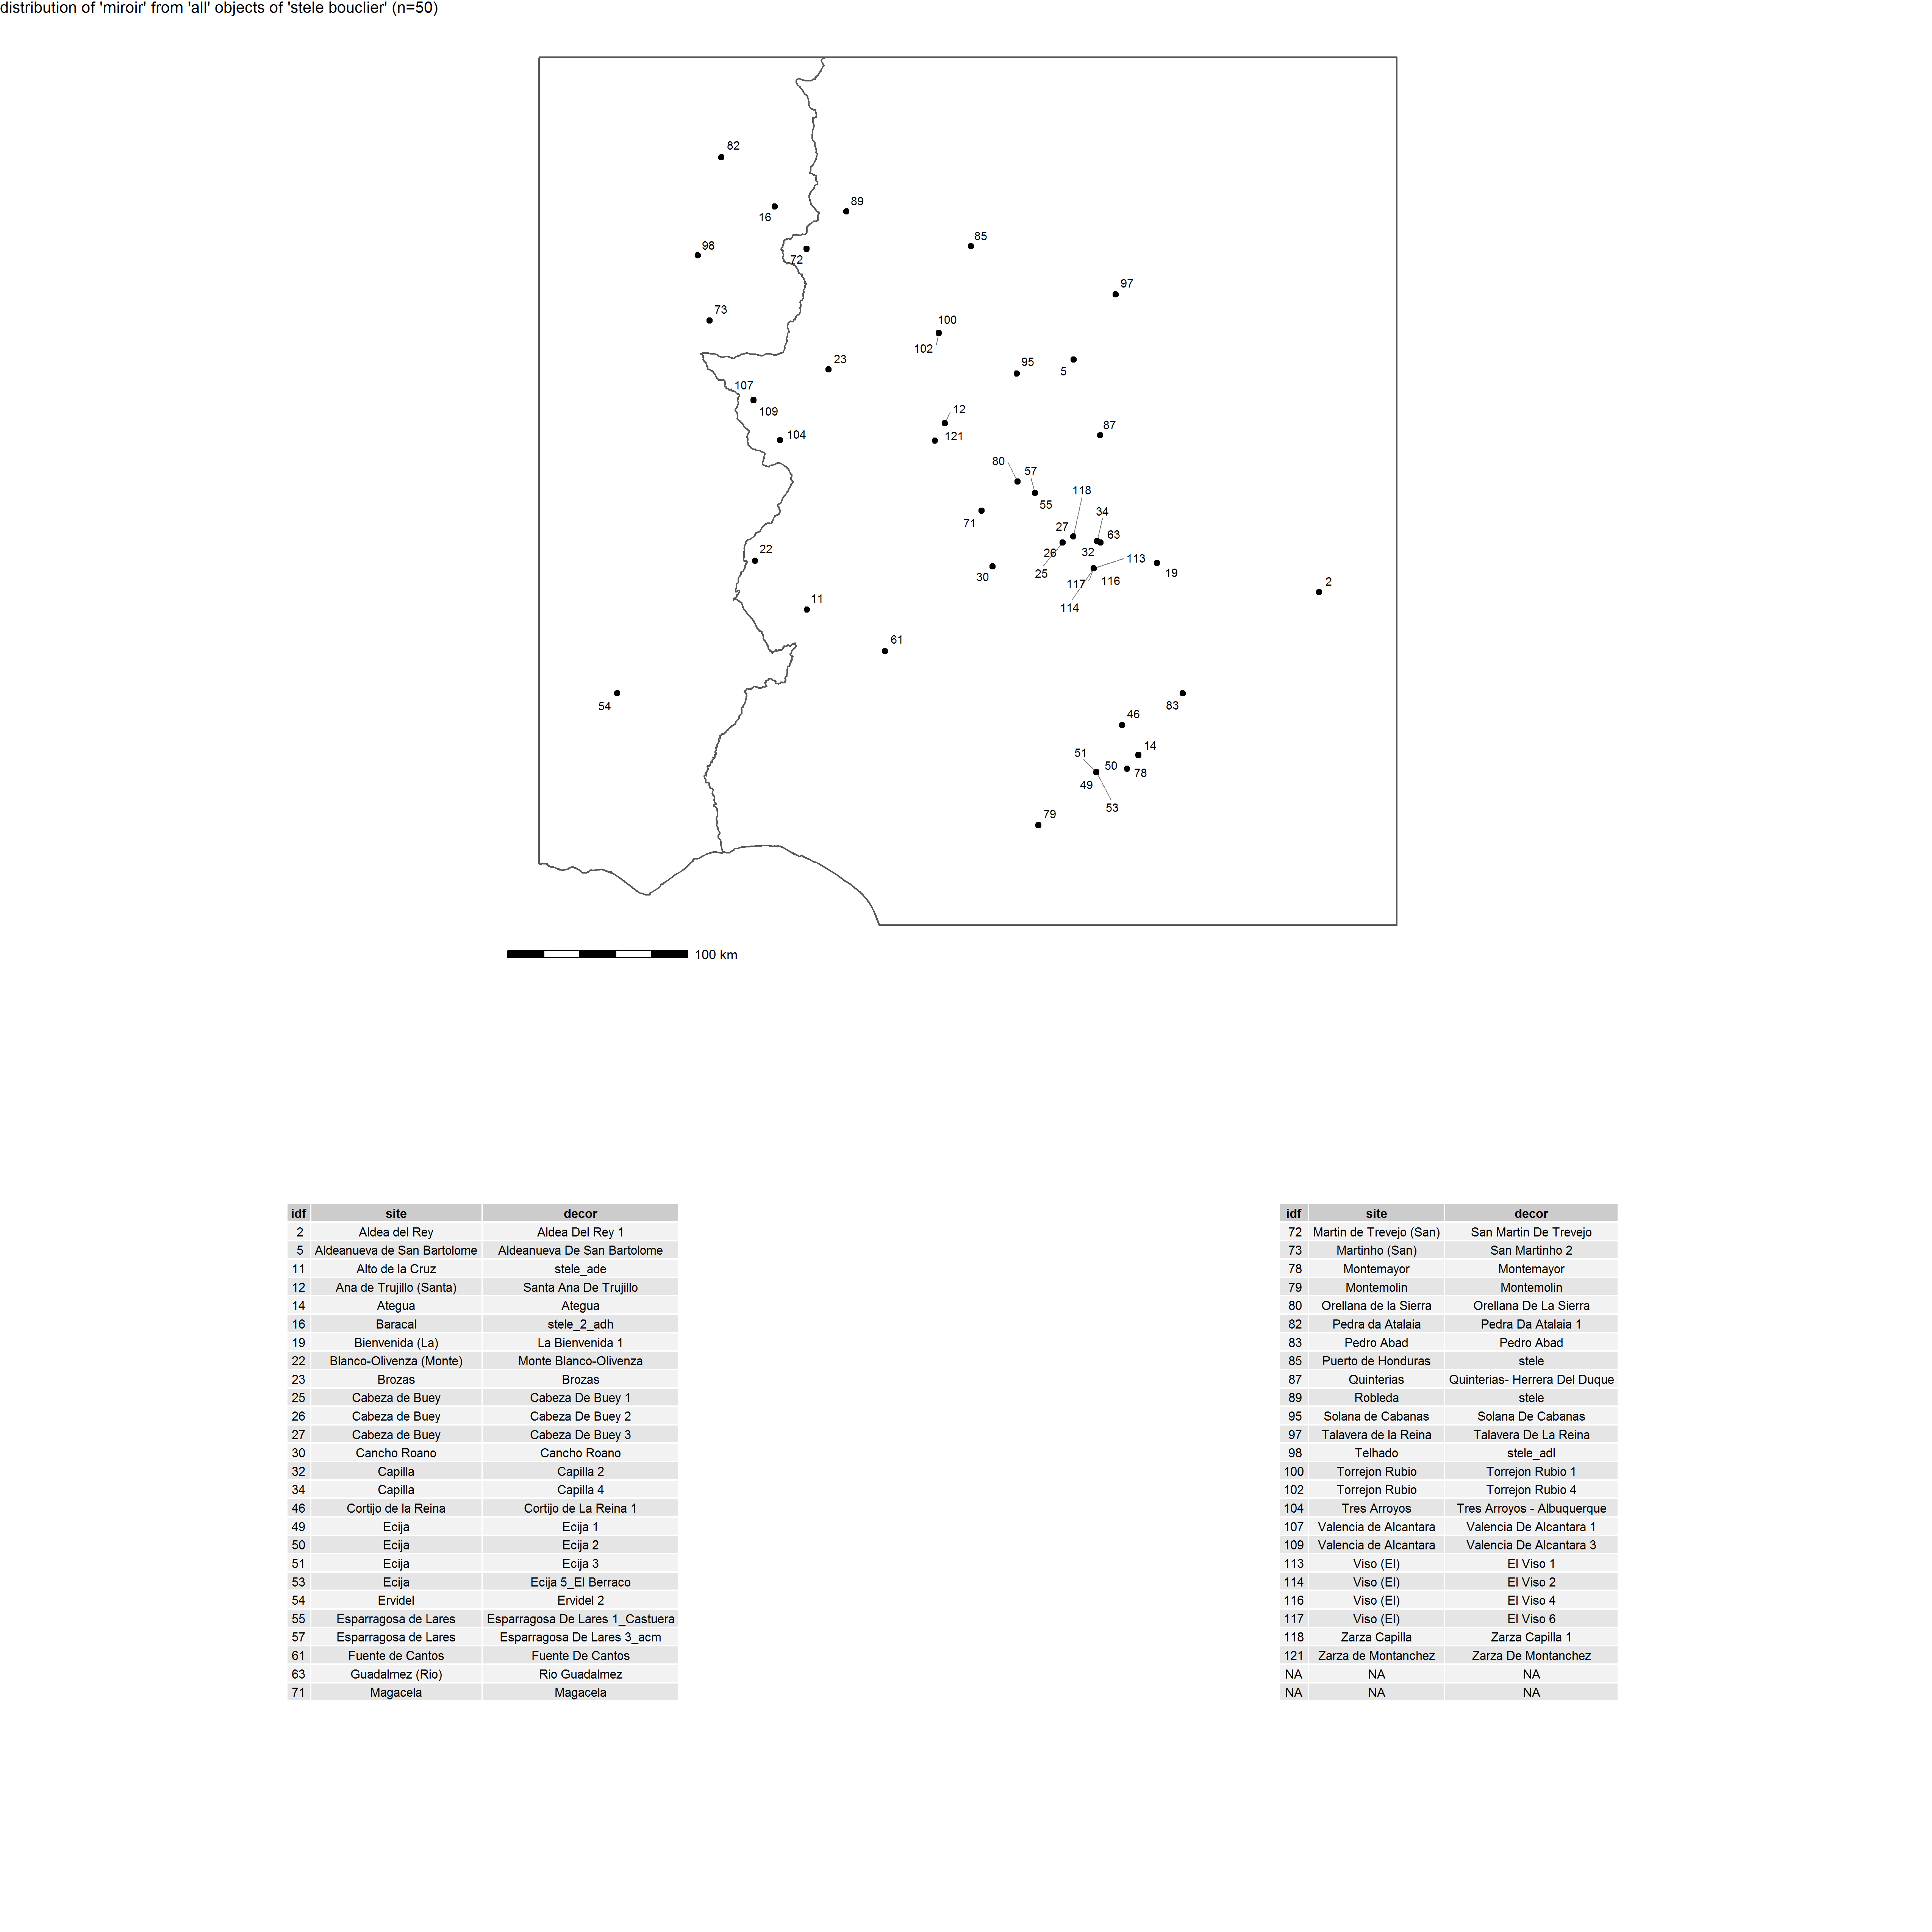 distribution of 'miroir' from 'all' objects of 'stele bouclier' (n=50)
82
16
89
98
72
85
97
73
100
102
23
95
5
107
109
12
104
121
87
80
57
118
55
34
71
27
63
26
32
22
113
25
30
19
117
116
2
11
114
61
54
83
46
14
51
50
78
49
53
79
100 km
idf site decor
2 Aldea del Rey Aldea Del Rey 1
5 Aldeanueva de San Bartolome Aldeanueva De San Bartolome
11 Alto de la Cruz stele_ade
12 Ana de Trujillo (Santa) Santa Ana De Trujillo
14 Ategua Ategua
16 Baracal stele_2_adh
19 Bienvenida (La) La Bienvenida 1
22 Blanco-Olivenza (Monte) Monte Blanco-Olivenza
23 Brozas Brozas
25 Cabeza de Buey Cabeza De Buey 1
26 Cabeza de Buey Cabeza De Buey 2
27 Cabeza de Buey Cabeza De Buey 3
30 Cancho Roano Cancho Roano
32 Capilla Capilla 2
34 Capilla Capilla 4
46 Cortijo de la Reina Cortijo de La Reina 1
49 Ecija Ecija 1
50 Ecija Ecija 2
51 Ecija Ecija 3
53 Ecija Ecija 5_El Berraco
54 Ervidel Ervidel 2
55 Esparragosa de Lares Esparragosa De Lares 1_Castuera
57 Esparragosa de Lares Esparragosa De Lares 3_acm
61 Fuente de Cantos Fuente De Cantos
63 Guadalmez (Rio) Rio Guadalmez
71 Magacela Magacela
idf site decor
72 Martin de Trevejo (San) San Martin De Trevejo
73 Martinho (San) San Martinho 2
78 Montemayor Montemayor
79 Montemolin Montemolin
80 Orellana de la Sierra Orellana De La Sierra
82 Pedra da Atalaia Pedra Da Atalaia 1
83 Pedro Abad Pedro Abad
85 Puerto de Honduras stele
87 Quinterias Quinterias- Herrera Del Duque
89 Robleda stele
95 Solana de Cabanas Solana De Cabanas
97 Talavera de la Reina Talavera De La Reina
98 Telhado stele_adl
100 Torrejon Rubio Torrejon Rubio 1
102 Torrejon Rubio Torrejon Rubio 4
104 Tres Arroyos Tres Arroyos - Albuquerque
107 Valencia de Alcantara Valencia De Alcantara 1
109 Valencia de Alcantara Valencia De Alcantara 3
113 Viso (El) El Viso 1
114 Viso (El) El Viso 2
116 Viso (El) El Viso 4
117 Viso (El) El Viso 6
118 Zarza Capilla Zarza Capilla 1
121 Zarza de Montanchez Zarza De Montanchez
NA NA NA
NA NA NA